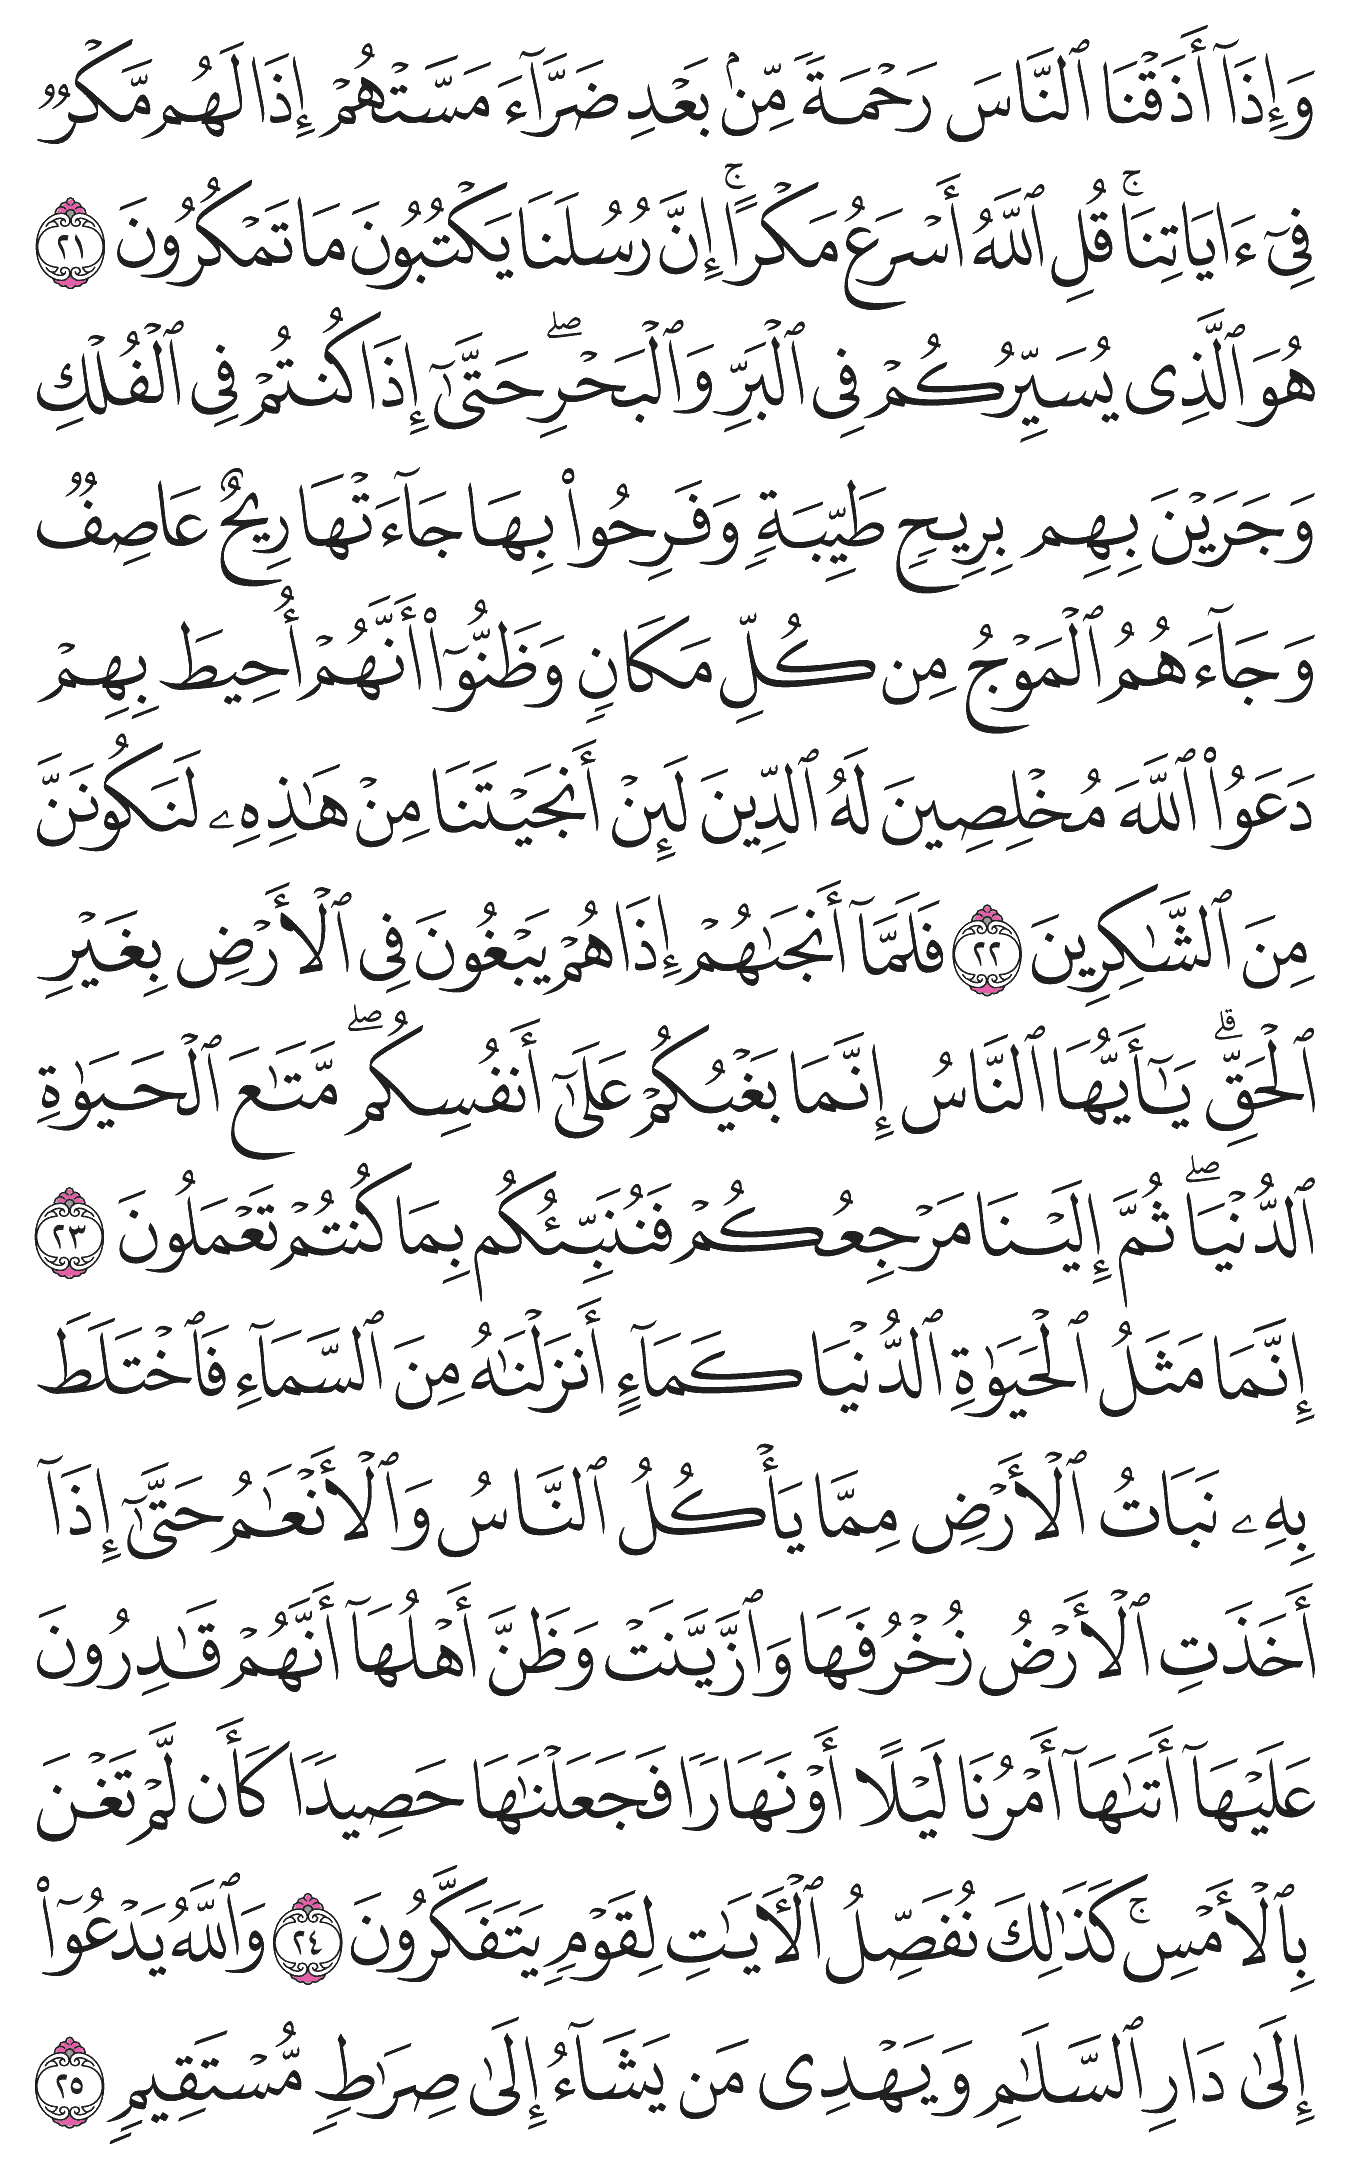 وَإِذَآ أَذَقْنَا ٱلنَّاسَ رَحْمَةً مِّنۢ بَعْدِ ضَرَّآءَ مَسَّتْهُمْ إِذَا لَهُم مَّكْرٌ
فِىٓ ءَايَاتِنَا ۚ قُلِ ٱللَّهُ أَسْرَعُ مَكْرًا ۚ إِنَّ رُسُلَنَا يَكْتُبُونَ مَا تَمْكُرُونَ ٢١
هُوَ ٱلَّذِى يُسَيِّرُكُمْ فِى ٱلْبَرِّ وَٱلْبَحْرِ ۖ حَتَّىٰٓ إِذَا كُنتُمْ فِى ٱلْفُلْكِ
وَجَرَيْنَ بِهِم بِرِيحٍ طَيِّبَةٍ وَفَرِحُوا۟ بِهَا جَآءَتْهَا رِيحٌ عَاصِفٌ
وَجَآءَهُمُ ٱلْمَوْجُ مِن كُلِّ مَكَانٍ وَظَنُّوٓا۟ أَنَّهُمْ أُحِيطَ بِهِمْ
دَعَوُا۟ ٱللَّهَ مُخْلِصِينَ لَهُ ٱلدِّينَ لَئِنْ أَنجَيْتَنَا مِنْ هَـٰذِهِۦ لَنَكُونَنَّ
مِنَ ٱلشَّـٰكِرِينَ ٢٢ فَلَمَّآ أَنجَىٰهُمْ إِذَا هُمْ يَبْغُونَ فِى ٱلْأَرْضِ بِغَيْرِ
ٱلْحَقِّ ۗ يَـٰٓأَيُّهَا ٱلنَّاسُ إِنَّمَا بَغْيُكُمْ عَلَىٰٓ أَنفُسِكُم ۖ مَّتَـٰعَ ٱلْحَيَوٰةِ
ٱلدُّنْيَا ۖ ثُمَّ إِلَيْنَا مَرْجِعُكُمْ فَنُنَبِّئُكُم بِمَا كُنتُمْ تَعْمَلُونَ ٢٣
إِنَّمَا مَثَلُ ٱلْحَيَوٰةِ ٱلدُّنْيَا كَمَآءٍ أَنزَلْنَـٰهُ مِنَ ٱلسَّمَآءِ فَٱخْتَلَطَ
بِهِۦ نَبَاتُ ٱلْأَرْضِ مِمَّا يَأْكُلُ ٱلنَّاسُ وَٱلْأَنْعَـٰمُ حَتَّىٰٓ إِذَآ
أَخَذَتِ ٱلْأَرْضُ زُخْرُفَهَا وَٱزَّيَّنَتْ وَظَنَّ أَهْلُهَآ أَنَّهُمْ قَـٰدِرُونَ
عَلَيْهَآ أَتَىٰهَآ أَمْرُنَا لَيْلًا أَوْ نَهَارًا فَجَعَلْنَـٰهَا حَصِيدًا كَأَن لَّمْ تَغْنَ
بِٱلْأَمْسِ ۚ كَذَٰلِكَ نُفَصِّلُ ٱلْـَٔايَـٰتِ لِقَوْمٍ يَتَفَكَّرُونَ ٢٤ وَٱللَّهُ يَدْعُوٓا۟
إِلَىٰ دَارِ ٱلسَّلَـٰمِ وَيَهْدِى مَن يَشَآءُ إِلَىٰ صِرَٰطٍ مُّسْتَقِيمٍ ٢٥